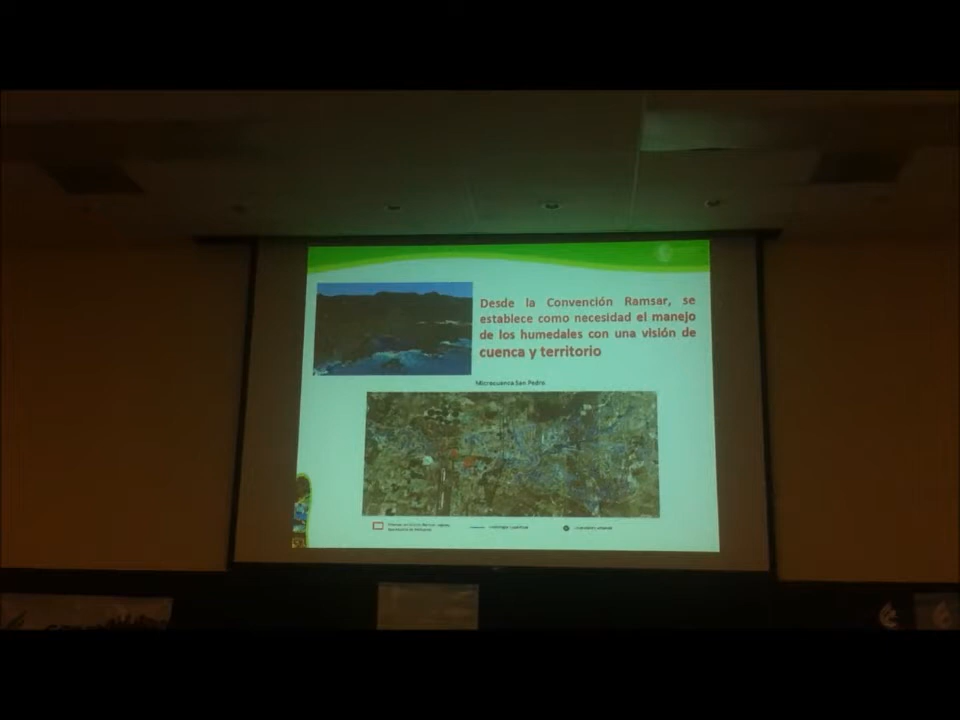 Desde la Convención Ramsar, se
establece como necesidad el manejo
de los humedales con una visión de
cuenca y territorio
Microcuenca San Pedro